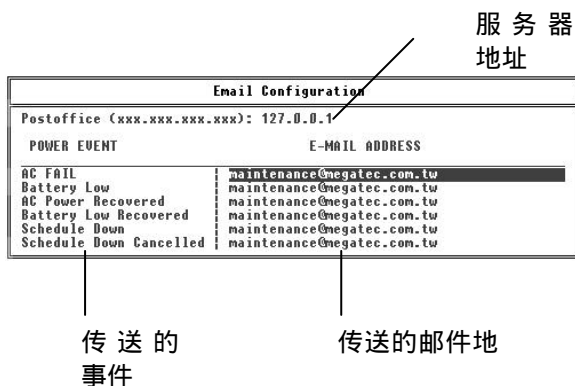 服 务 器
地址
Email Configuration
Postoffice (xxx.xxx.xxx.xxx): 127.0.0.1
POWER EVENT E-MAIL ADDRESS
AC FAIL | maintenance@megatec.com.tw
Battery Low | maintenance@megatec.com.tw
AC Power Recovered | maintenance@megatec.com.tw
Battery Low Recovered | maintenance@megatec.com.tw
Schedule Down | maintenance@megatec.com.tw
Schedule Down Cancelled | maintenance@megatec.com.tw
传 送 的
事件
传送的邮件地